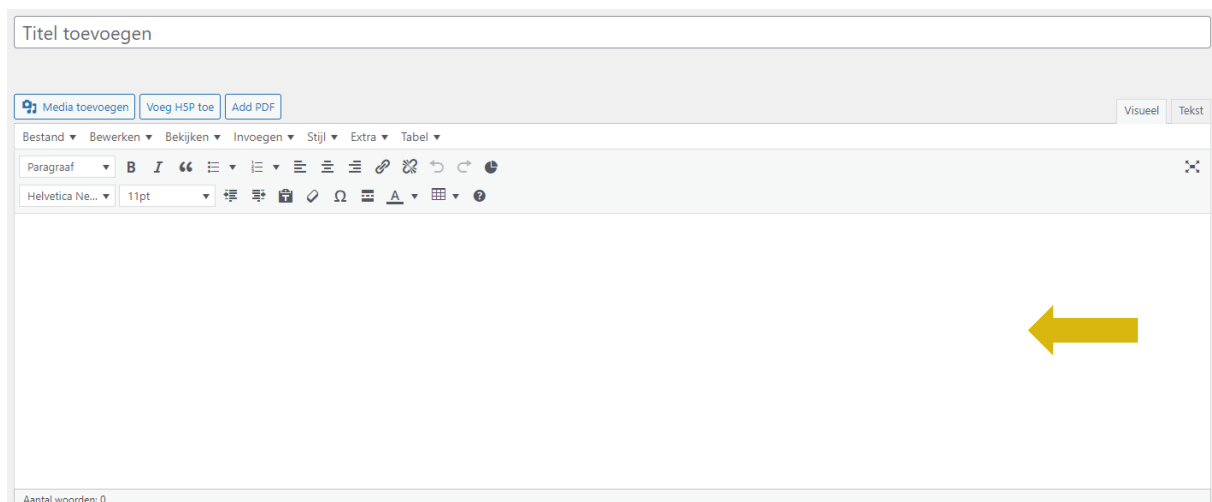 Titel toevoegen
Media toevoegen Voeg H5P toe Add PDF
Visueel Tekst
Bestand Bewerken Bekijken Invoegen Stijl Extra Tabel
Paragraaf B I
Helvetica Ne... 11pt Ω A
Aantal woorden: 0